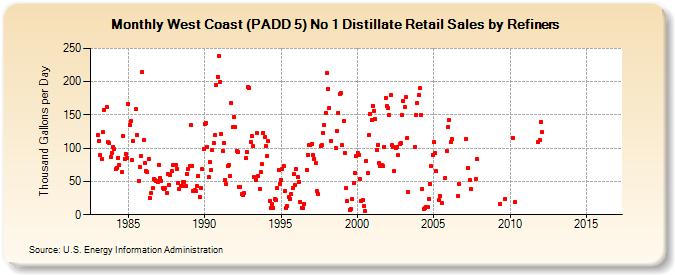 Monthly West Coast (PADD 5) No 1 Distillate Retail Sales by Refiners
Thousand Gallons per Day
250
200
150
100
50
0
1985 1990 1995 2000 2005 2010 2015
Source: U.S. Energy Information Administration